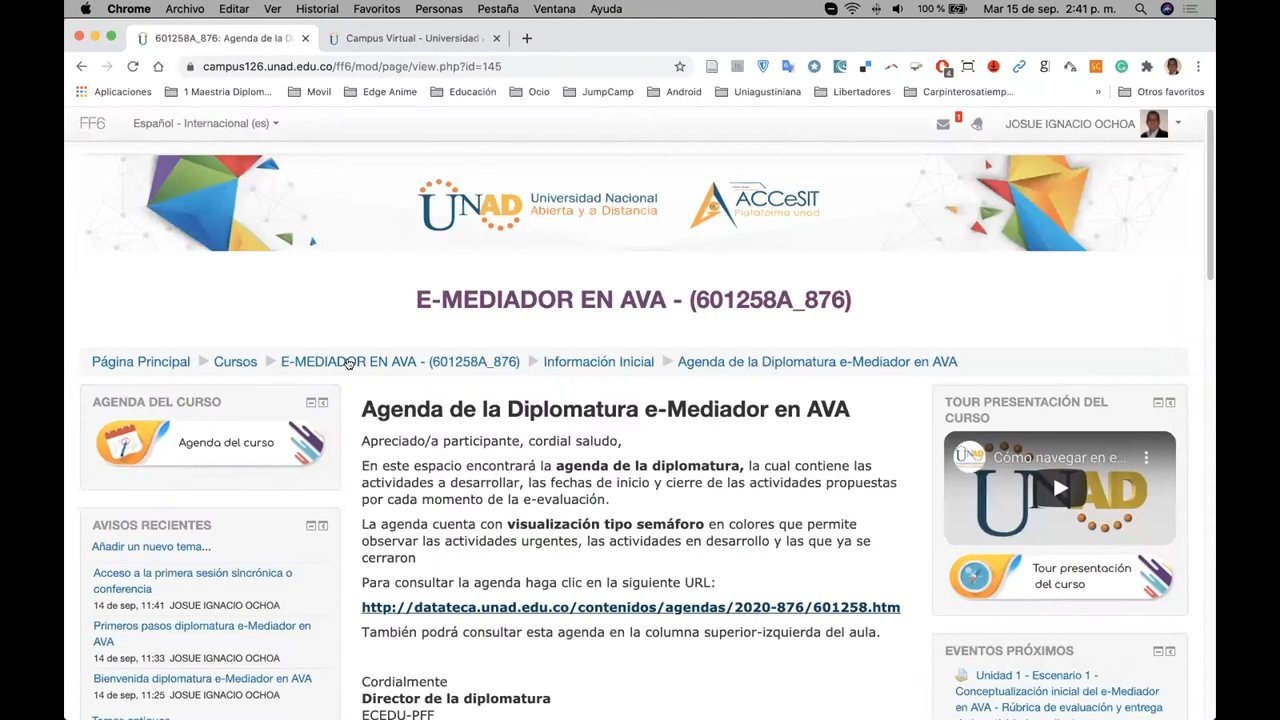 Chrome Archivo Editar Ver Historial Favoritos Personas Pestaña Ventana Ayuda 100 % Mar 15 de sep. 2:41 p. m.
601258A_876: Agenda de la D Campus Virtual - Universidad
campus126.unad.edu.co/ff6/mod/page/view.php?id=145
Aplicaciones 1 Maestria Diplom... Movil Edge Anime Educación Ocio JumpCamp Android Uniagustiniana Libertadores Carpinterosatiemp... » Otros favoritos
FF6 Español - Internacional (es) 1 JOSUE IGNACIO OCHOA
UNAD Universidad Nacional Abierta y a Distancia ACCeSIT Plataforma unad
E-MEDIADOR EN AVA - (601258A_876)
Página Principal Cursos E-MEDIADOR EN AVA - (601258A_876) Información Inicial Agenda de la Diplomatura e-Mediador en AVA
AGENDA DEL CURSO
Agenda del curso
AVISOS RECIENTES
Añadir un nuevo tema...
Acceso a la primera sesión sincrónica o
conferencia
14 de sep, 11:41 JOSUE IGNACIO OCHOA
Primeros pasos diplomatura e-Mediador en
AVA
14 de sep, 11:33 JOSUE IGNACIO OCHOA
Bienvenida diplomatura e-Mediador en AVA
14 de sep, 11:25 JOSUE IGNACIO OCHOA
Agenda de la Diplomatura e-Mediador en AVA
Apreciado/a participante, cordial saludo,
En este espacio encontrará la agenda de la diplomatura, la cual contiene las
actividades a desarrollar, las fechas de inicio y cierre de las actividades propuestas
por cada momento de la e-evaluación.
La agenda cuenta con visualización tipo semáforo en colores que permite
observar las actividades urgentes, las actividades en desarrollo y las que ya se
cerraron
Para consultar la agenda haga clic en la siguiente URL:
http://datateca.unad.edu.co/contenidos/agendas/2020-876/601258.htm
También podrá consultar esta agenda en la columna superior-izquierda del aula.
Cordialmente
Director de la diplomatura
ECEDU-PFF
TOUR PRESENTACIÓN DEL
CURSO
Cómo navegar en e...
UNAD
Tour presentación
del curso
EVENTOS PRÓXIMOS
Unidad 1 - Escenario 1 -
Conceptualización inicial del e-Mediador
en AVA - Rúbrica de evaluación y entrega